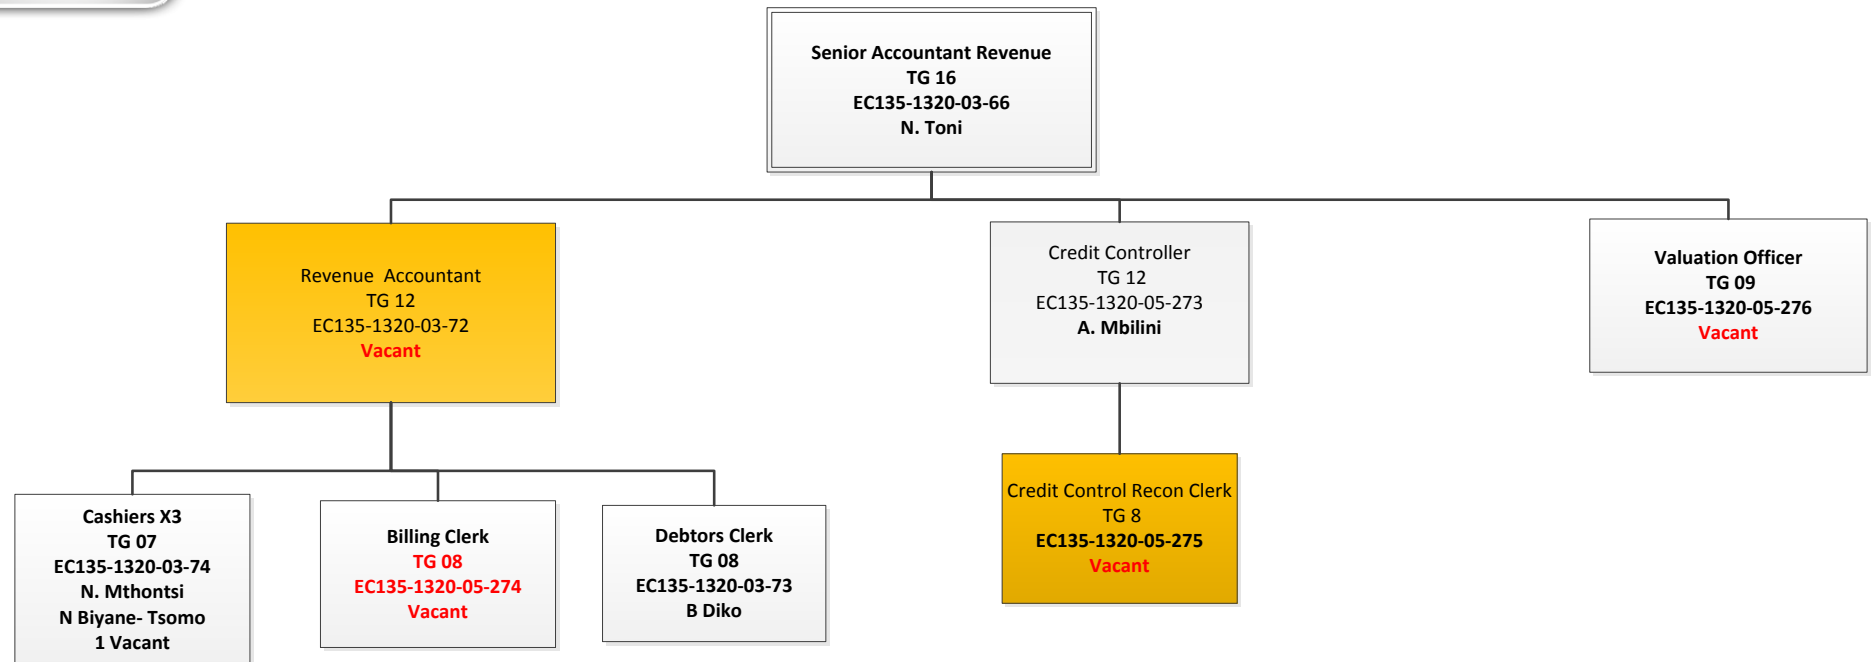 Senior Accountant Revenue
TG 16
EC135-1320-03-66
N. Toni
Revenue  Accountant
TG 12
EC135-1320-03-72
Vacant
Credit Controller
TG 12
EC135-1320-05-273
A. Mbilini
Valuation Officer
TG 09
EC135-1320-05-276
Vacant
Cashiers X3
TG 07
EC135-1320-03-74
N. Mthontsi
N Biyane- Tsomo
1 Vacant
Billing Clerk
TG 08
EC135-1320-05-274
Vacant
Debtors Clerk
TG 08
EC135-1320-03-73
B Diko
Credit Control Recon Clerk
TG 8
EC135-1320-05-275
Vacant